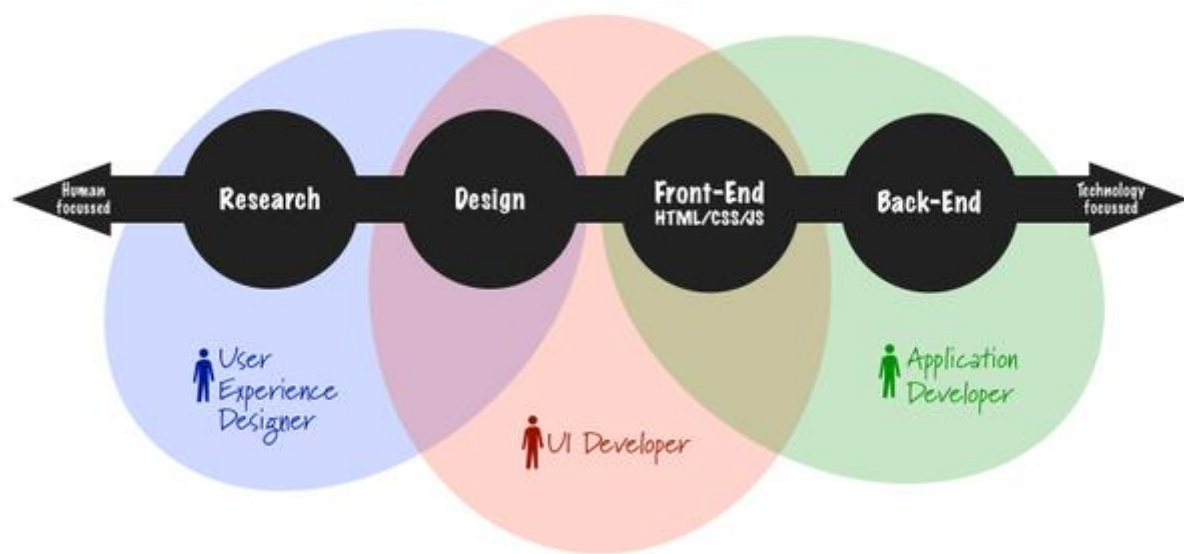 Human
focussed
Research
Design
Front-End
HTML/CSS/JS
Back-End
Technology
focussed
User
Experience
Designer
UI Developer
Application
Developer